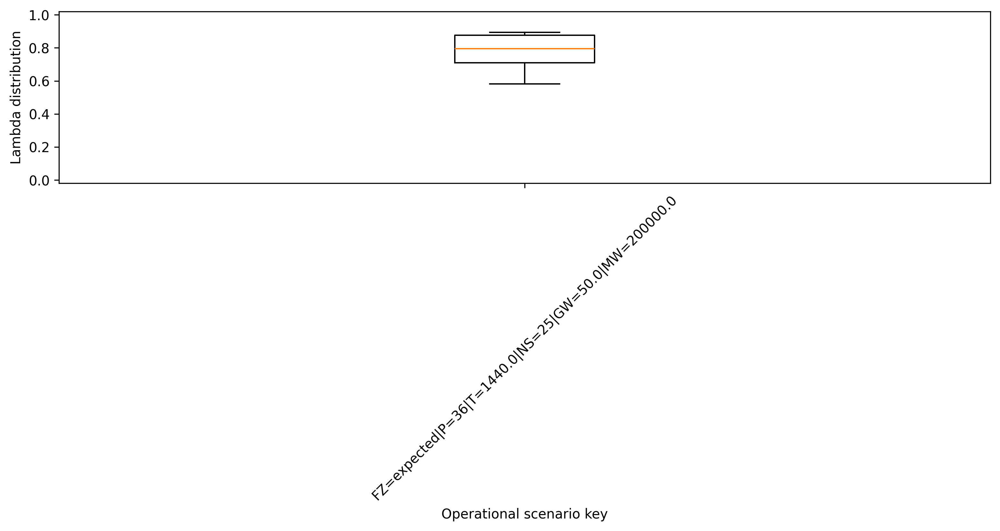 1.0
0.8
0.6
0.4
0.2
0.0
Lambda distribution
FZ=expected|P=36|T=1440.0|NS=25|GW=50.0|MW=200000.0
Operational scenario key